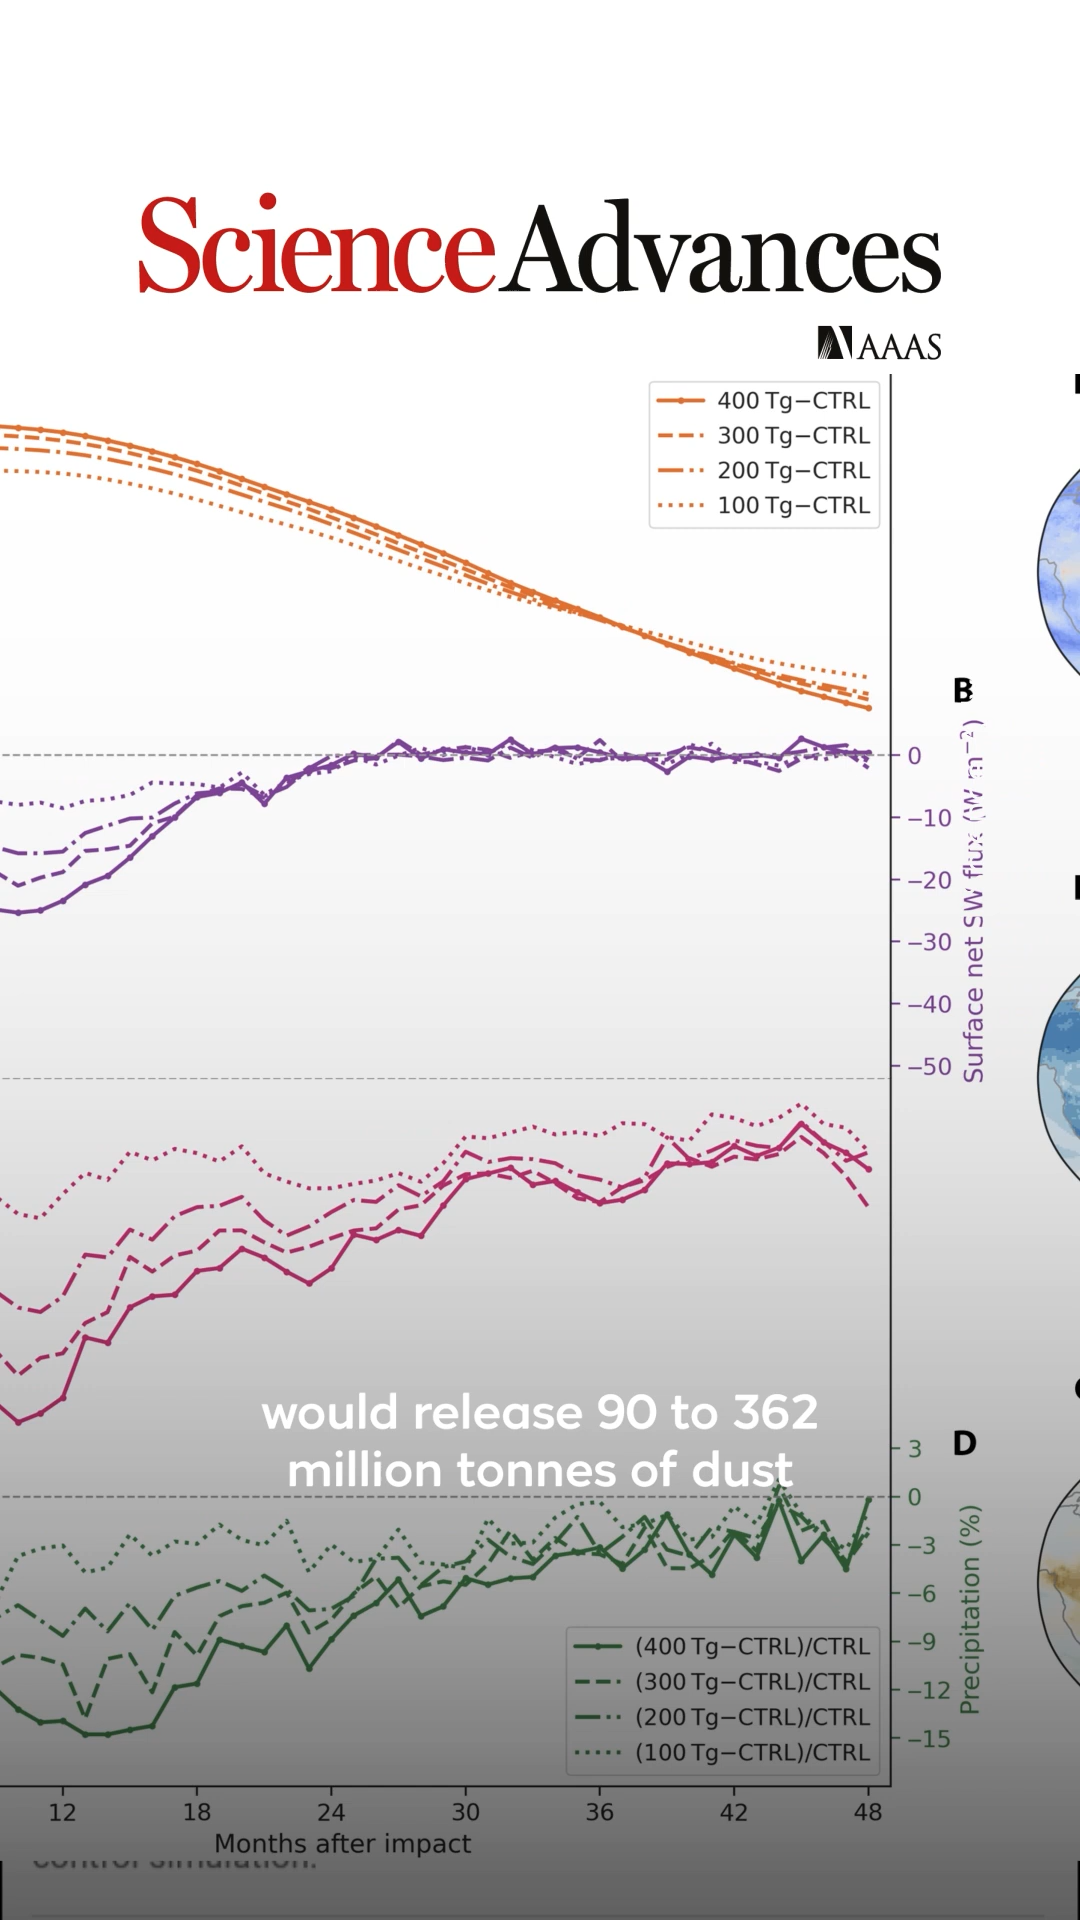 Science Advances
AAAS
400 Tg−CTRL
300 Tg−CTRL
200 Tg−CTRL
100 Tg−CTRL
B
0
−10
−20
−30
−40
−50
Surface net SW flux (W m⁻²)
would release 90 to 362
million tonnes of dust
D
3
0
−3
−6
−9
−12
−15
Precipitation (%)
(400 Tg−CTRL)/CTRL
(300 Tg−CTRL)/CTRL
(200 Tg−CTRL)/CTRL
(100 Tg−CTRL)/CTRL
12 18 24 30 36 42 48
Months after impact
control simulation.